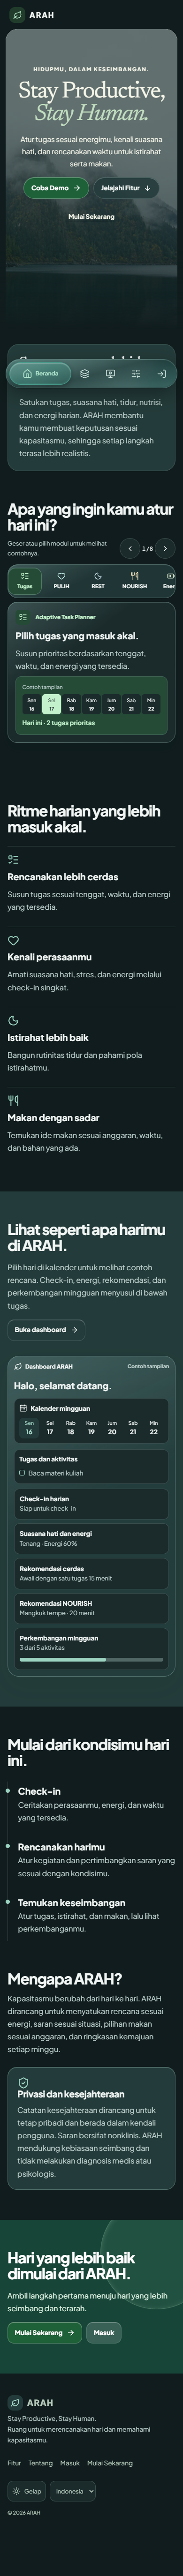 ARAH
HIDUPMU, DALAM KESEIMBANGAN.
Stay Productive,
Stay Human.
Atur tugas sesuai energimu, kenali suasana
hati, dan rencanakan waktu untuk istirahat
serta makan.
Coba Demo
Jelajahi Fitur
Mulai Sekarang
Beranda
Satukan tugas, suasana hati, tidur, nutrisi,
dan energi harian. ARAH membantu
kamu membuat keputusan sesuai
kapasitasmu, sehingga setiap langkah
terasa lebih realistis.
Apa yang ingin kamu atur
hari ini?
Geser atau pilih modul untuk melihat
contohnya.
1 / 8
Tugas
PULIH
REST
NOURISH
Ener
Adaptive Task Planner
Pilih tugas yang masuk akal.
Susun prioritas berdasarkan tenggat,
waktu, dan energi yang tersedia.
Contoh tampilan
Sen Sel Rab Kam Jum Sab Min
16 17 18 19 20 21 22
Hari ini · 2 tugas prioritas
Ritme harian yang lebih
masuk akal.
Rencanakan lebih cerdas
Susun tugas sesuai tenggat, waktu, dan energi
yang tersedia.
Kenali perasaanmu
Amati suasana hati, stres, dan energi melalui
check-in singkat.
Istirahat lebih baik
Bangun rutinitas tidur dan pahami pola
istirahatmu.
Makan dengan sadar
Temukan ide makan sesuai anggaran, waktu,
dan bahan yang ada.
Lihat seperti apa harimu
di ARAH.
Pilih hari di kalender untuk melihat contoh
rencana. Check-in, energi, rekomendasi, dan
perkembangan mingguan menyusul di bawah
tugas.
Buka dashboard
Dashboard ARAH
Contoh tampilan
Halo, selamat datang.
Kalender mingguan
Sen Sel Rab Kam Jum Sab Min
16 17 18 19 20 21 22
Tugas dan aktivitas
Baca materi kuliah
Check-in harian
Siap untuk check-in
Suasana hati dan energi
Tenang · Energi 60%
Rekomendasi cerdas
Awali dengan satu tugas 15 menit
Rekomendasi NOURISH
Mangkuk tempe · 20 menit
Perkembangan mingguan
3 dari 5 aktivitas
Mulai dari kondisimu hari
ini.
Check-in
Ceritakan perasaanmu, energi, dan waktu
yang tersedia.
Rencanakan harimu
Atur kegiatan dan pertimbangkan saran yang
sesuai dengan kondisimu.
Temukan keseimbangan
Atur tugas, istirahat, dan makan, lalu lihat
perkembanganmu.
Mengapa ARAH?
Kapasitasmu berubah dari hari ke hari. ARAH
dirancang untuk menyatukan rencana sesuai
energi, saran sesuai suasana, pilihan makan
sesuai anggaran, dan ringkasan kemajuan
setiap minggu.
Privasi dan kesejahteraan
Catatan kesejahteraan dirancang untuk
tetap pribadi dan berada dalam kendali
pengguna. Saran bersifat nonklinis. ARAH
mendukung kebiasaan seimbang dan
tidak melakukan diagnosis medis atau
psikologis.
Hari yang lebih baik
dimulai dari ARAH.
Ambil langkah pertama menuju hari yang lebih
seimbang dan terarah.
Mulai Sekarang
Masuk
ARAH
Stay Productive, Stay Human.
Ruang untuk merencanakan hari dan memahami
kapasitasmu.
Fitur Tentang Masuk Mulai Sekarang
Gelap
Indonesia
© 2026 ARAH